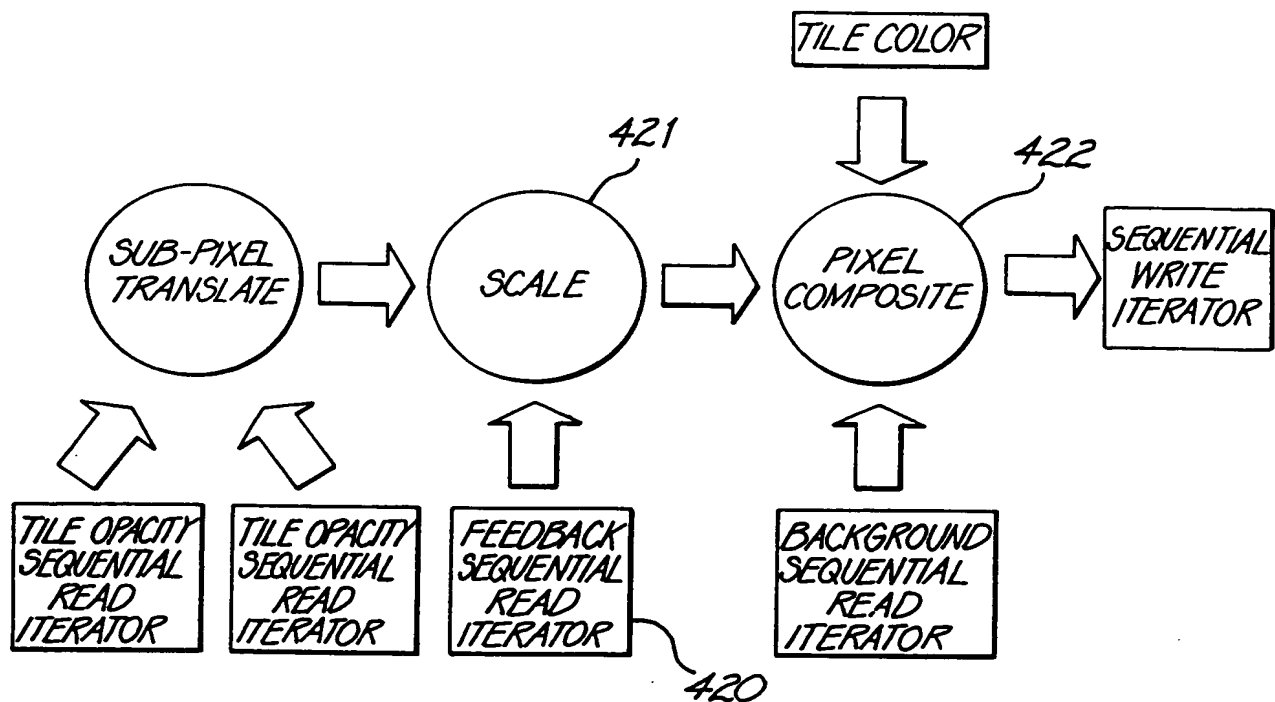 TILE COLOR
421
422
SUB-PIXEL
TRANSLATE
SCALE
PIXEL
COMPOSITE
SEQUENTIAL
WRITE
ITERATOR
TILE OPACITY
SEQUENTIAL
READ
ITERATOR
TILE OPACITY
SEQUENTIAL
READ
ITERATOR
FEEDBACK
SEQUENTIAL
READ
ITERATOR
BACKGROUND
SEQUENTIAL
READ
ITERATOR
420